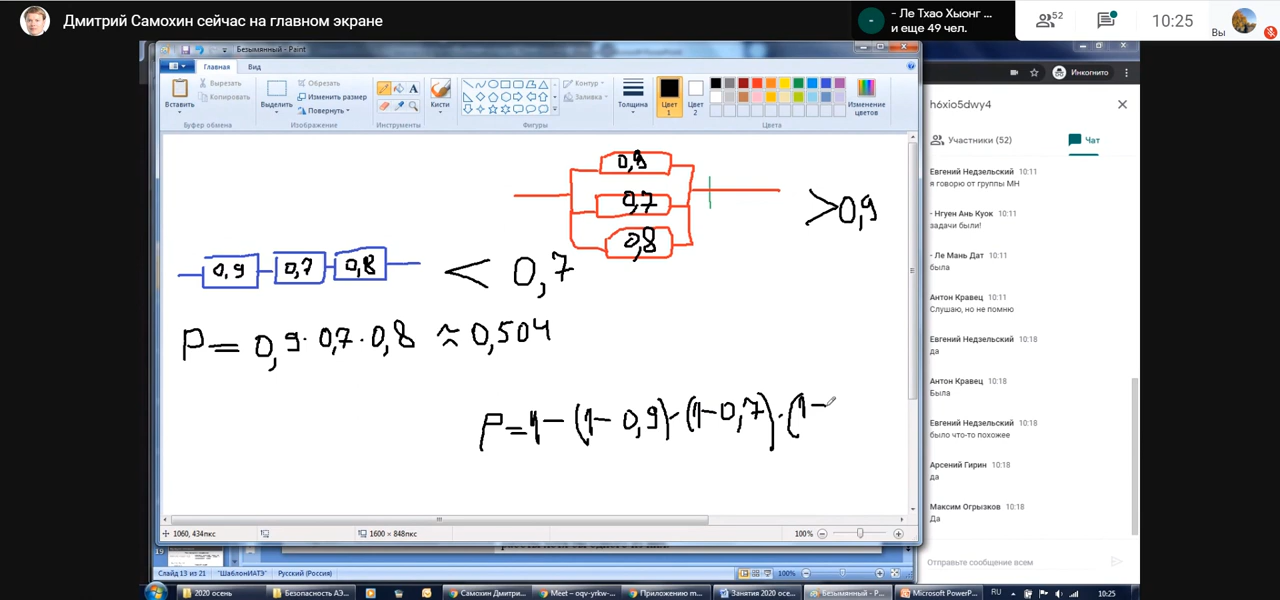 Дмитрий Самохин сейчас на главном экране
- Ле Тхао Хыонг ...
и еще 49 чел.
52
10:25
Вы
Безымянный - Paint
Главная
Вид
Вставить
Вырезать
Копировать
Буфер обмена
Выделить
Обрезать
Изменить размер
Повернуть
Изображение
Инструменты
Кисти
Контур
Заливка
Фигуры
Толщина
Цвет 1
Цвет 2
Изменение цветов
Цвета
0,9
0,7
0,8
>0,9
0,9
0,7
0,8
< 0,7
P = 0,9 · 0,7 · 0,8 ≈ 0,504
P=1-(1-0,9)·(1-0,7)·(1-
1060, 434пкс
1600 × 848пкс
100%
19
Слайд 13 из 21
"ШаблонИАТЭ"
Русский (Россия)
100%
2020 осень
Безопасность АЭ...
Самохин Дмитри...
Meet – oqv-yrkw-...
Приложению m...
Занятия 2020 осе...
Безымянный - P...
Microsoft PowerP...
RU
10:25
Инкогнито
h6xio5dwy4
Участники (52)
Чат
Евгений Недзельский 10:11
я говорю от группы МН
- Нгуен Ань Куок 10:11
задачи были!
- Ле Мань Дат 10:11
была
Антон Кравец 10:11
Слушаю, но не помню
Евгений Недзельский 10:18
да
Антон Кравец 10:18
Была
Евгений Недзельский 10:18
было что-то похожее
Арсений Гирин 10:18
да
Максим Огрызков 10:18
Да
Отправьте сообщение всем